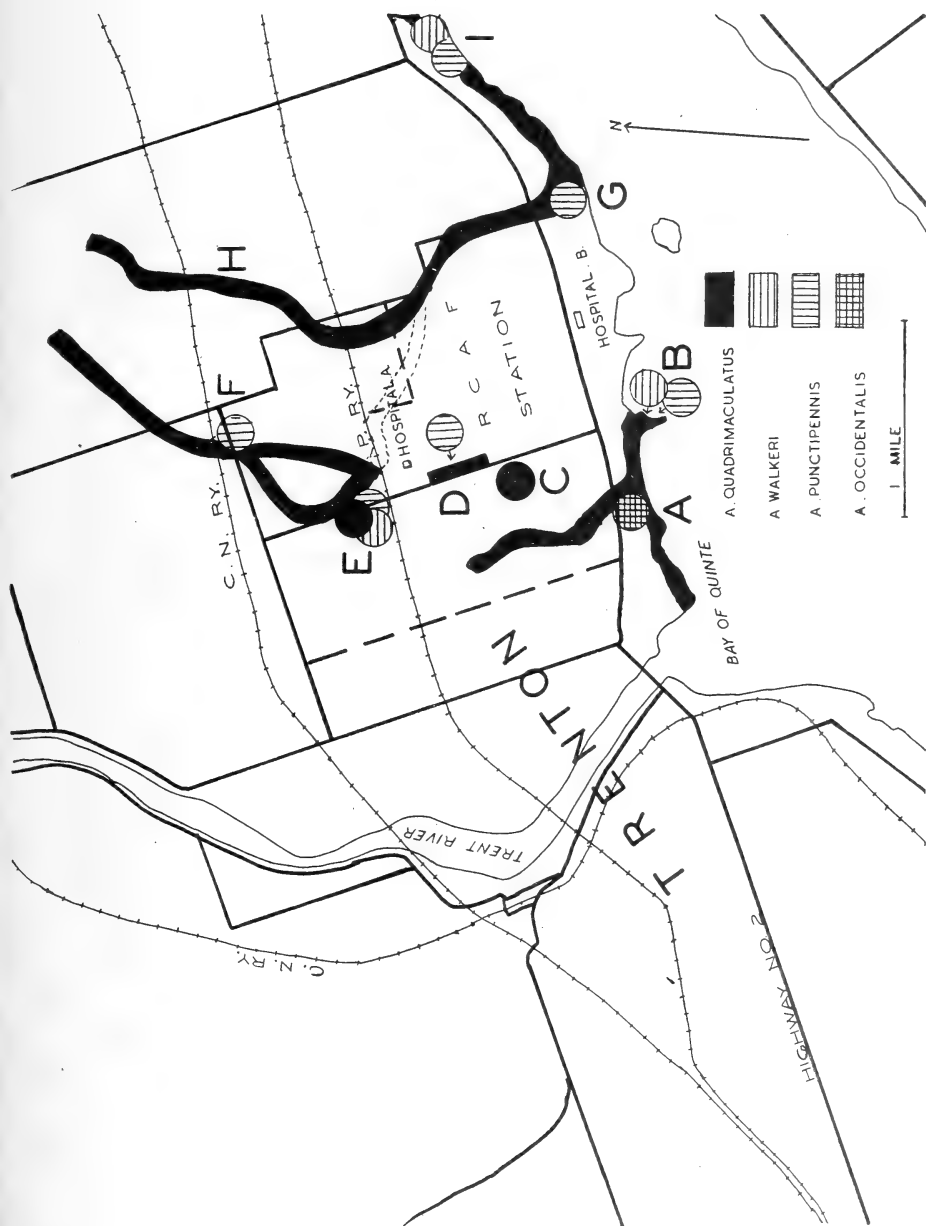 C. N. RY.
C. N. RY.
P. RY.
F
H
I
E
HOSPITAL A
D
R C A F
STATION
C
G
HOSPITAL. B
N
A
B
TRENT RIVER
TRENTON
HIGHWAY NO. 2
BAY OF QUINTE
A. QUADRIMACULATUS
A WALKERI
A. PUNCTIPENNIS
A. OCCIDENTALIS
1 MILE